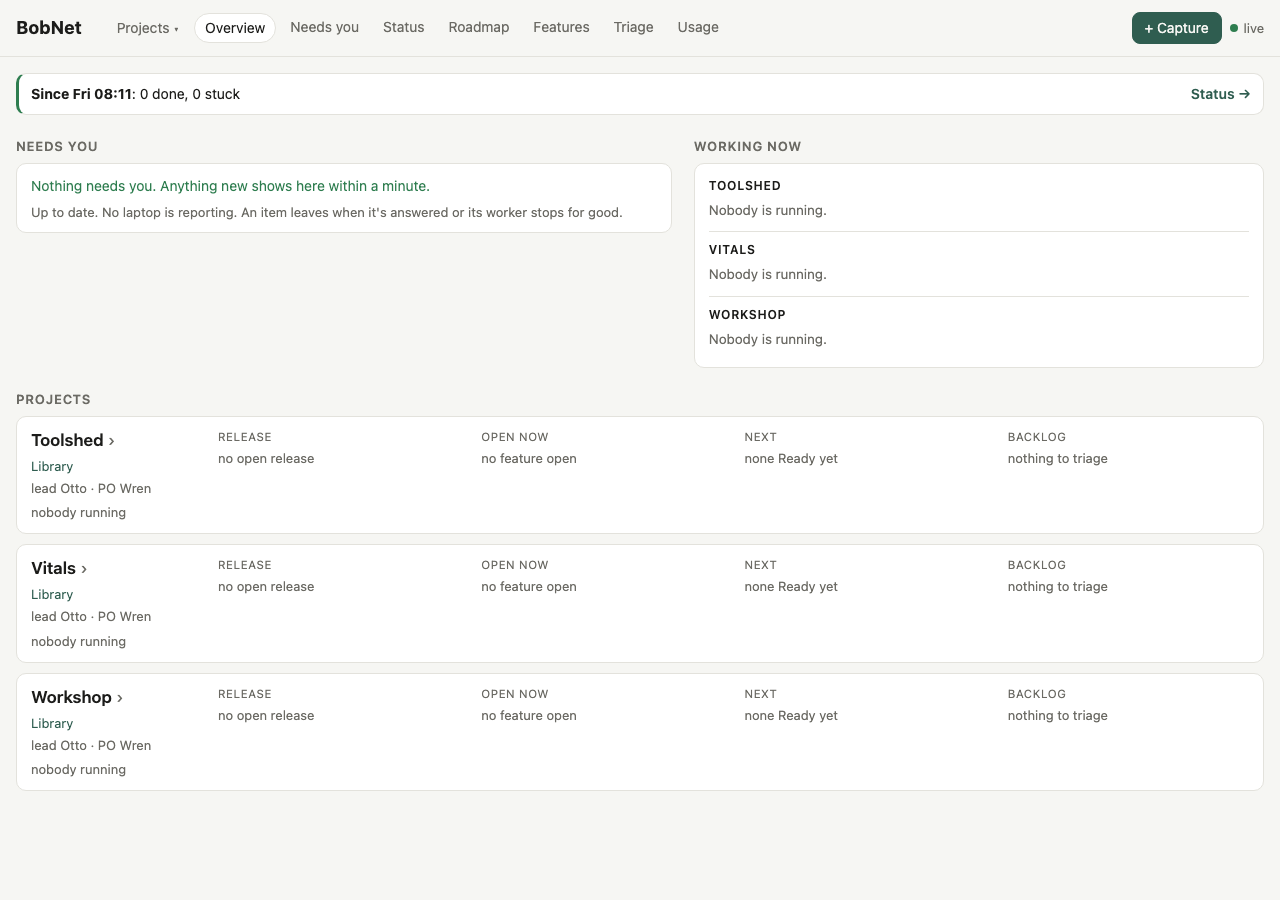 BobNet
Projects ▾
Overview
Needs you
Status
Roadmap
Features
Triage
Usage
+ Capture
live
Since Fri 08:11: 0 done, 0 stuck
Status →
NEEDS YOU
Nothing needs you. Anything new shows here within a minute.
Up to date. No laptop is reporting. An item leaves when it's answered or its worker stops for good.
WORKING NOW
TOOLSHED
Nobody is running.
VITALS
Nobody is running.
WORKSHOP
Nobody is running.
PROJECTS
Toolshed ›
Library
lead Otto · PO Wren
nobody running
RELEASE
no open release
OPEN NOW
no feature open
NEXT
none Ready yet
BACKLOG
nothing to triage
Vitals ›
Library
lead Otto · PO Wren
nobody running
RELEASE
no open release
OPEN NOW
no feature open
NEXT
none Ready yet
BACKLOG
nothing to triage
Workshop ›
Library
lead Otto · PO Wren
nobody running
RELEASE
no open release
OPEN NOW
no feature open
NEXT
none Ready yet
BACKLOG
nothing to triage